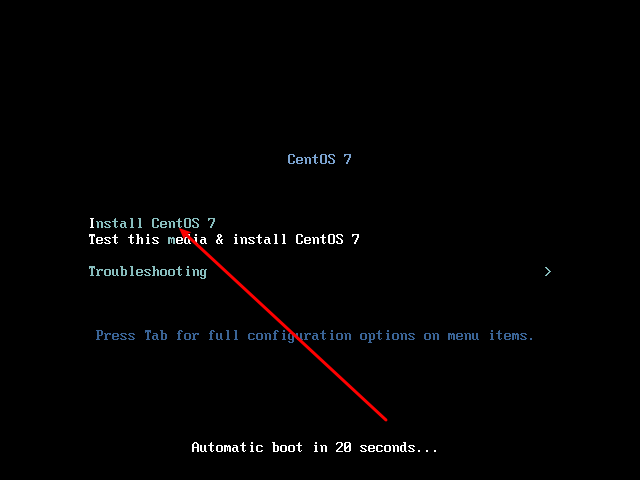 CentOS 7
Install CentOS 7
Test this media & install CentOS 7
Troubleshooting >
Press Tab for full configuration options on menu items.
Automatic boot in 20 seconds...